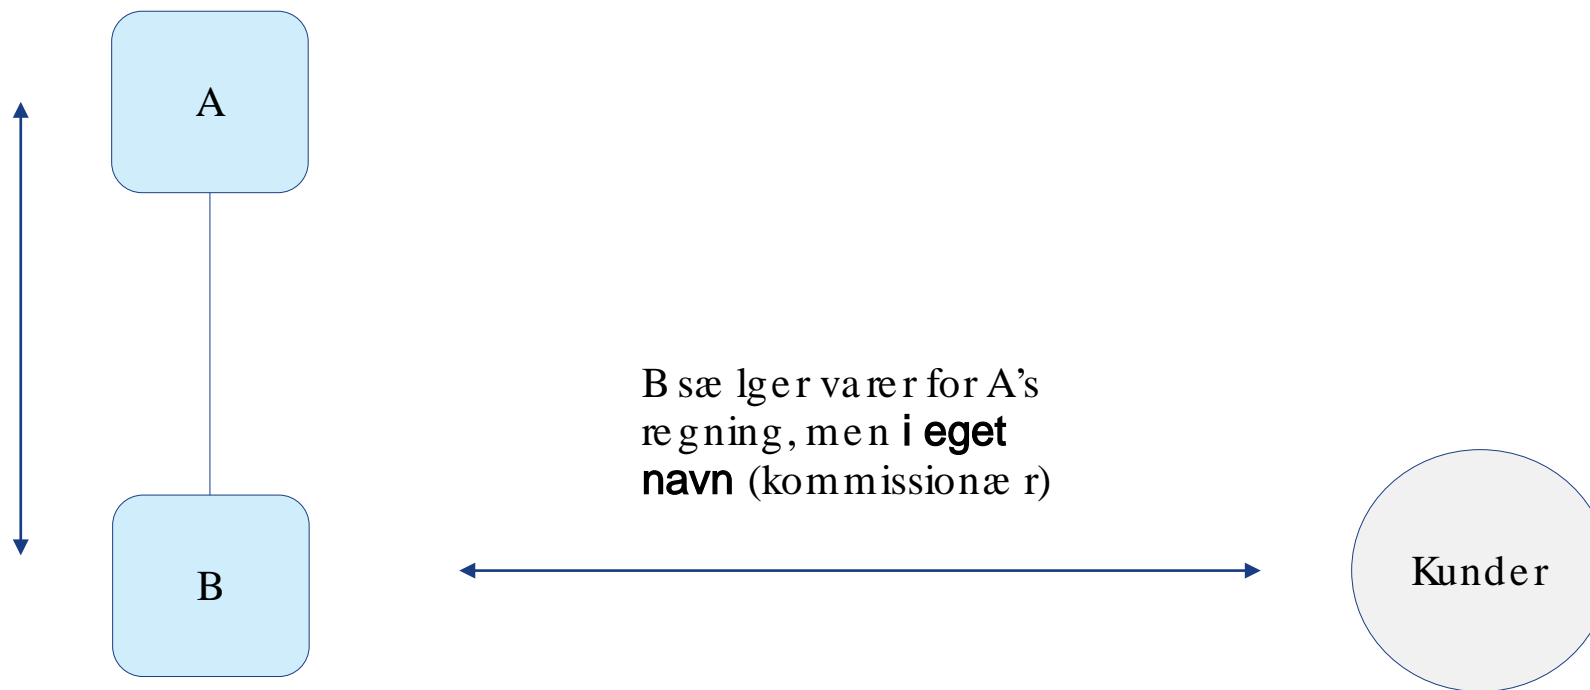 A
B sælger varer for A's
regning, men i eget
navn (kommissionær)
B
Kunder